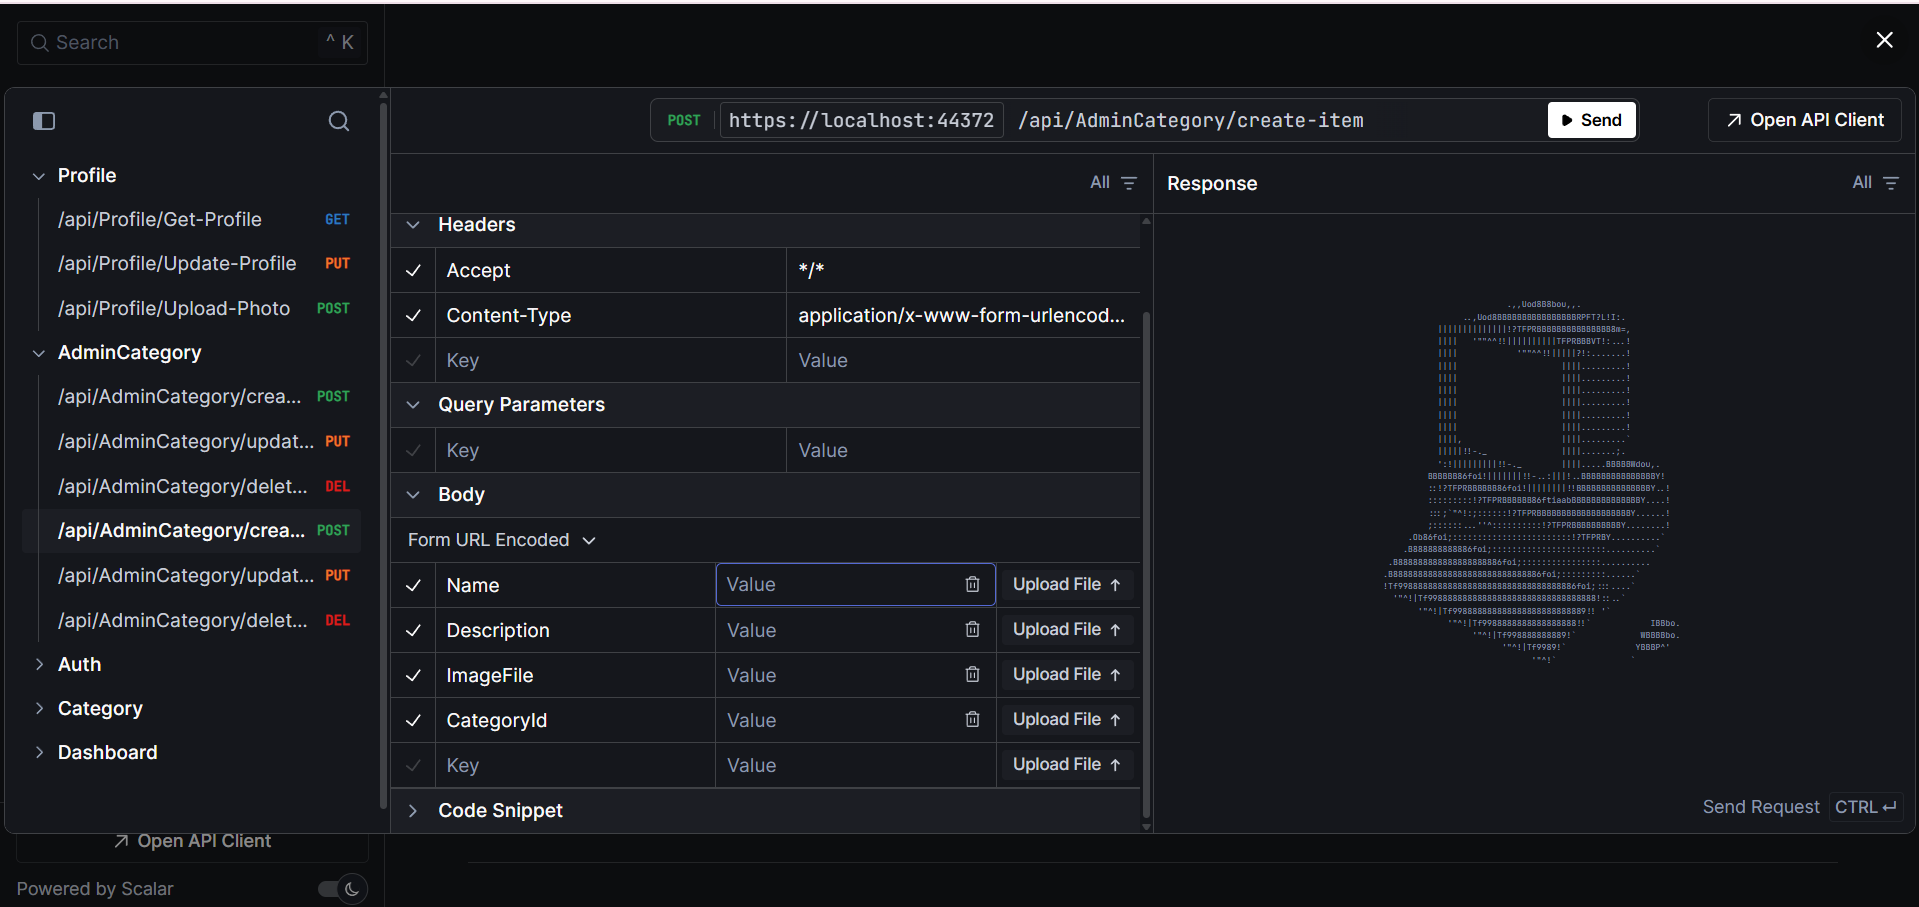 Search
^ K
POST
https://localhost:44372
/api/AdminCategory/create-item
Send
Open API Client
Profile
/api/Profile/Get-Profile GET
/api/Profile/Update-Profile PUT
/api/Profile/Upload-Photo POST
AdminCategory
/api/AdminCategory/crea... POST
/api/AdminCategory/updat... PUT
/api/AdminCategory/delet... DEL
/api/AdminCategory/crea... POST
/api/AdminCategory/updat... PUT
/api/AdminCategory/delet... DEL
Auth
Category
Dashboard
Open API Client
Powered by Scalar
All
Headers
Accept */*
Content-Type application/x-www-form-urlencod...
Key Value
Query Parameters
Key Value
Body
Form URL Encoded
Name Value Upload File
Description Value Upload File
ImageFile Value Upload File
CategoryId Value Upload File
Key Value Upload File
Code Snippet
Response
All
Send Request CTRL